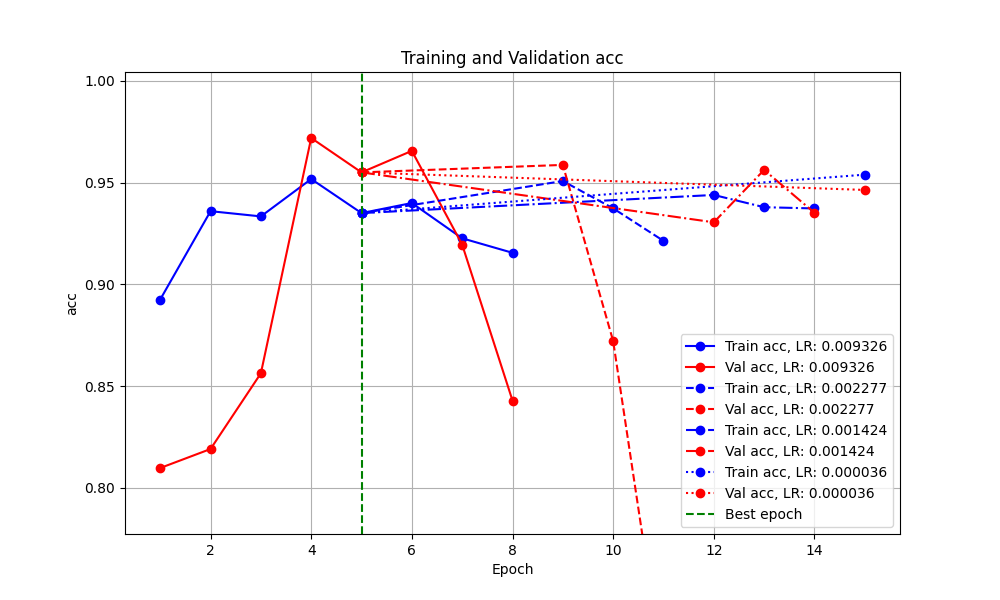 Training and Validation acc
1.00
0.95
0.90
0.85
0.80
acc
2 4 6 8 10 12 14
Epoch
Train acc, LR: 0.009326
Val acc, LR: 0.009326
Train acc, LR: 0.002277
Val acc, LR: 0.002277
Train acc, LR: 0.001424
Val acc, LR: 0.001424
Train acc, LR: 0.000036
Val acc, LR: 0.000036
Best epoch